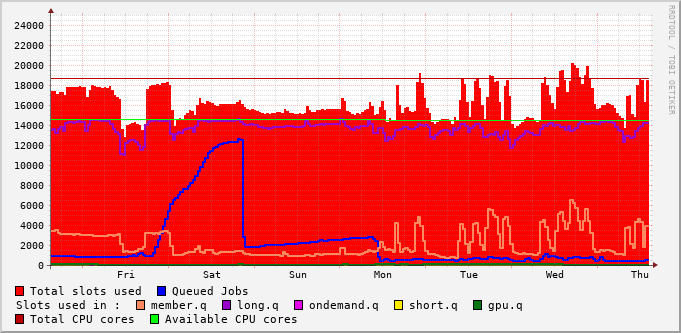 RRDTOOL / TOBI OETIKER
24000
22000
20000
18000
16000
14000
12000
10000
8000
6000
4000
2000
0
Fri Sat Sun Mon Tue Wed Thu
Total slots used Queued Jobs
Slots used in : member.q long.q ondemand.q short.q gpu.q
Total CPU cores Available CPU cores